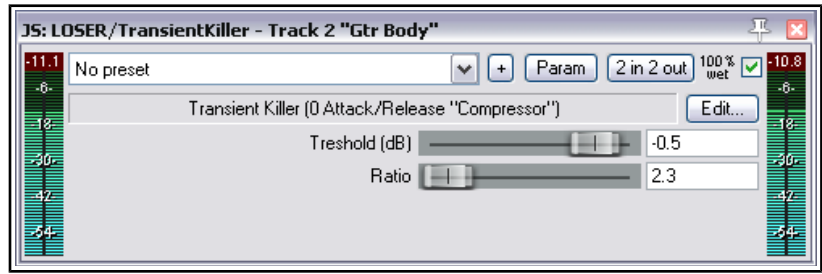 JS: LOSER/TransientKiller - Track 2 "Gtr Body"
-11.1 No preset + Param 2 in 2 out 100% wet -10.8
-6- -6-
Transient Killer (0 Attack/Release "Compressor") Edit...
-18- -18-
Treshold (dB) -0.5
-30- -30-
Ratio 2.3
-42- -42-
-54- -54-